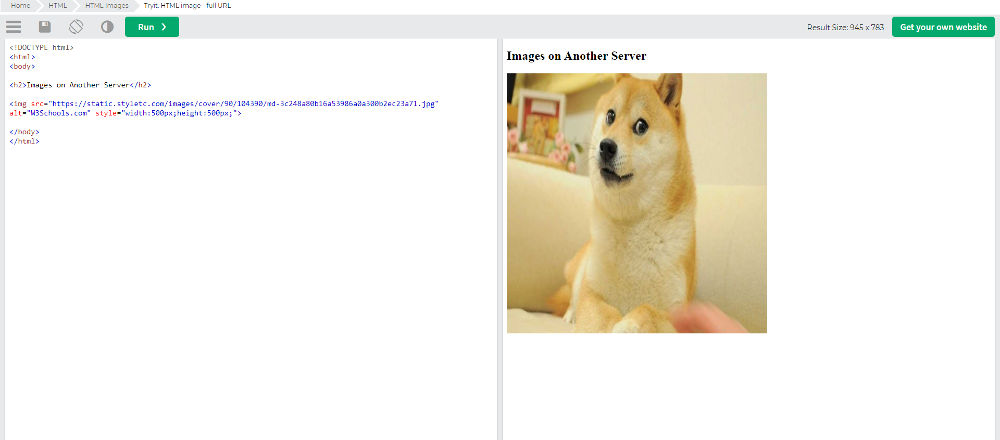 Home HTML HTML Images Tryit: HTML image - full URL
Run ❯ Result Size: 945 x 783 Get your own website
<!DOCTYPE html>
<html>
<body>
<h2>Images on Another Server</h2>
<img src="https://static.styletc.com/images/cover/90/104390/md-3c248a80b16a53986a0a300b2ec23a71.jpg"
alt="W3Schools.com" style="width:500px;height:500px;">
</body>
</html>
Images on Another Server